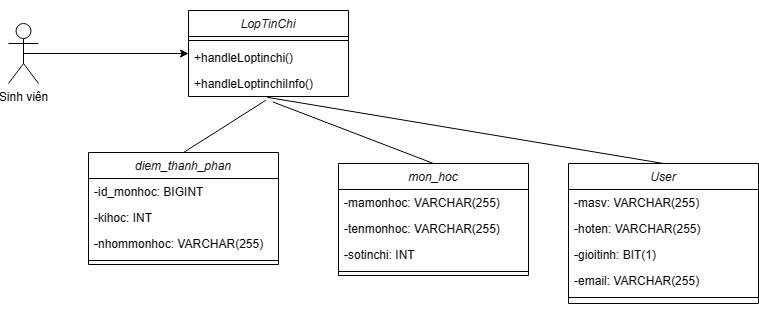 LopTinChi
+handleLoptinchi()
+handleLoptinchiInfo()
Sinh viên
diem_thanh_phan
-id_monhoc: BIGINT
-kihoc: INT
-nhommonhoc: VARCHAR(255)
mon_hoc
-mamonhoc: VARCHAR(255)
-tenmonhoc: VARCHAR(255)
-sotinchi: INT
User
-masv: VARCHAR(255)
-hoten: VARCHAR(255)
-gioitinh: BIT(1)
-email: VARCHAR(255)